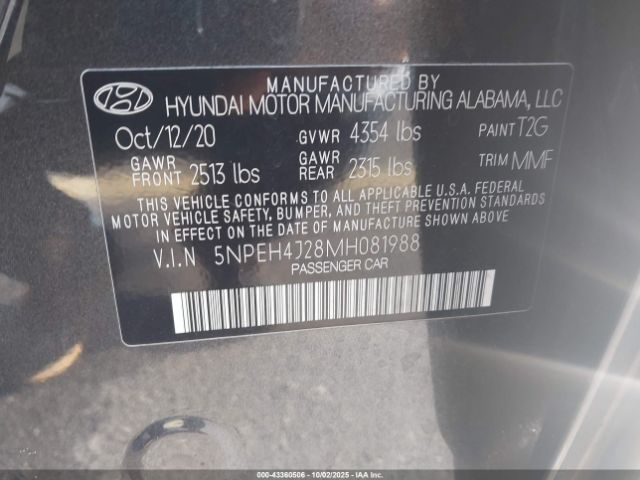 MANUFACTURED BY
HYUNDAI MOTOR MANUFACTURING ALABAMA, LLC
Oct/12/20 GVWR 4354 lbs PAINT T2G
GAWR FRONT 2513 lbs GAWR REAR 2315 lbs TRIM MMF
THIS VEHICLE CONFORMS TO ALL APPLICABLE U.S.A. FEDERAL
MOTOR VEHICLE SAFETY, BUMPER, AND THEFT PREVENTION STANDARDS
IN EFFECT ON THE DATE OF MANUFACTURE SHOWN ABOVE
V.I.N 5NPEH4J28MH081988
PASSENGER CAR
000-43360506 10/02/2025 ©IAA Inc.